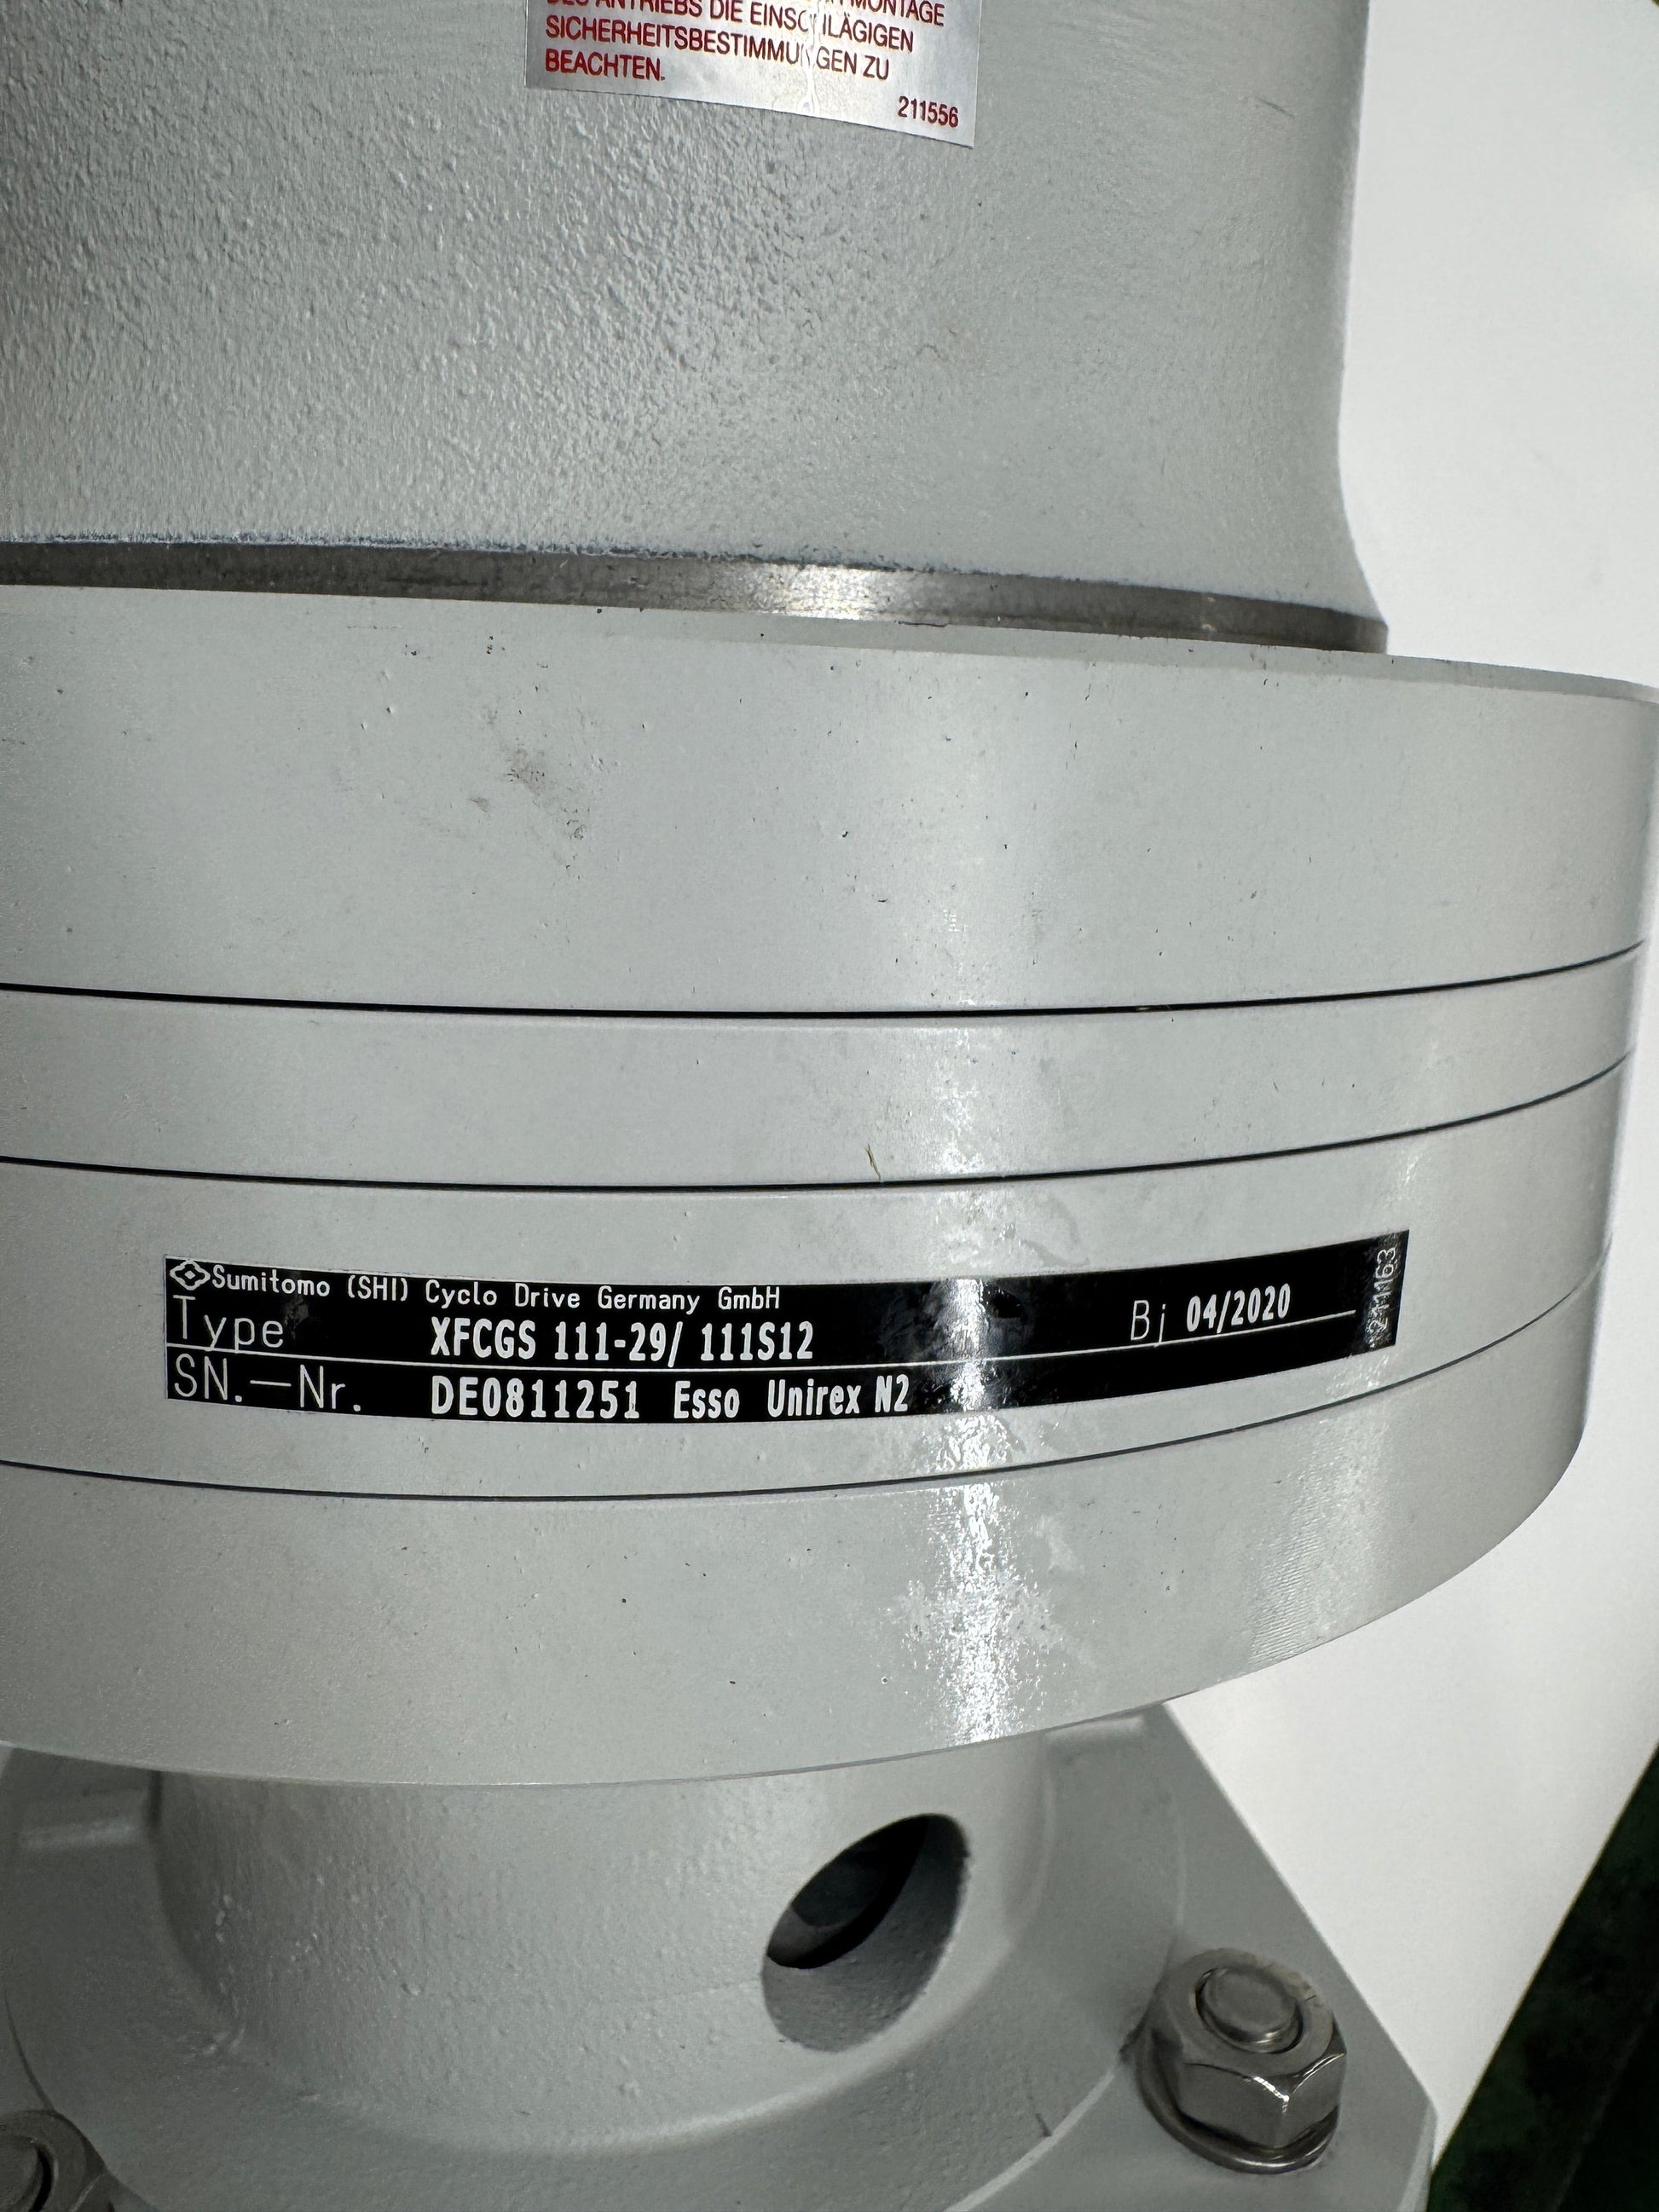 MONTAGE
DES ANTRIEBS DIE EINSCHLÄGIGEN
SICHERHEITSBESTIMMUNGEN ZU
BEACHTEN.
211556
Sumitomo (SHI) Cyclo Drive Germany GmbH
Type XFCGS 111-29/ 111S12 Bj 04/2020
SN.-Nr. DE0811251 Esso Unirex N2
211163